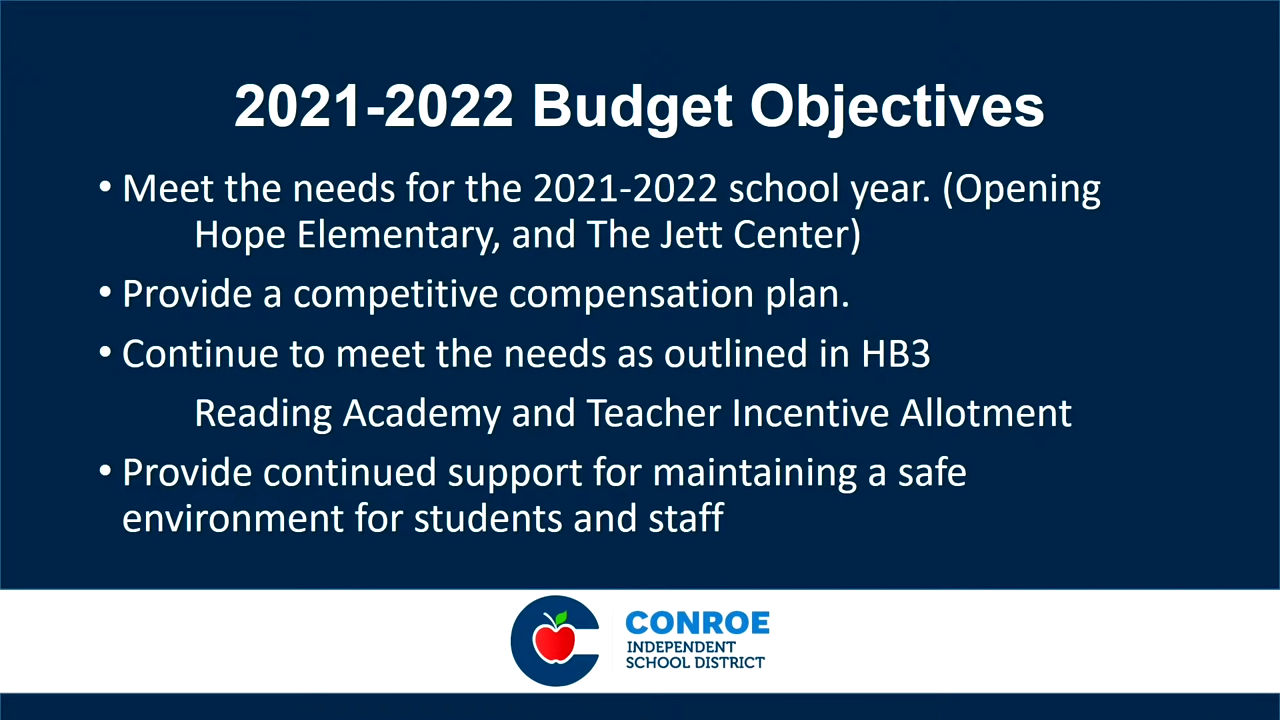 2021-2022 Budget Objectives
• Meet the needs for the 2021-2022 school year. (Opening
Hope Elementary, and The Jett Center)
• Provide a competitive compensation plan.
• Continue to meet the needs as outlined in HB3
Reading Academy and Teacher Incentive Allotment
• Provide continued support for maintaining a safe
environment for students and staff
CONROE
INDEPENDENT
SCHOOL DISTRICT